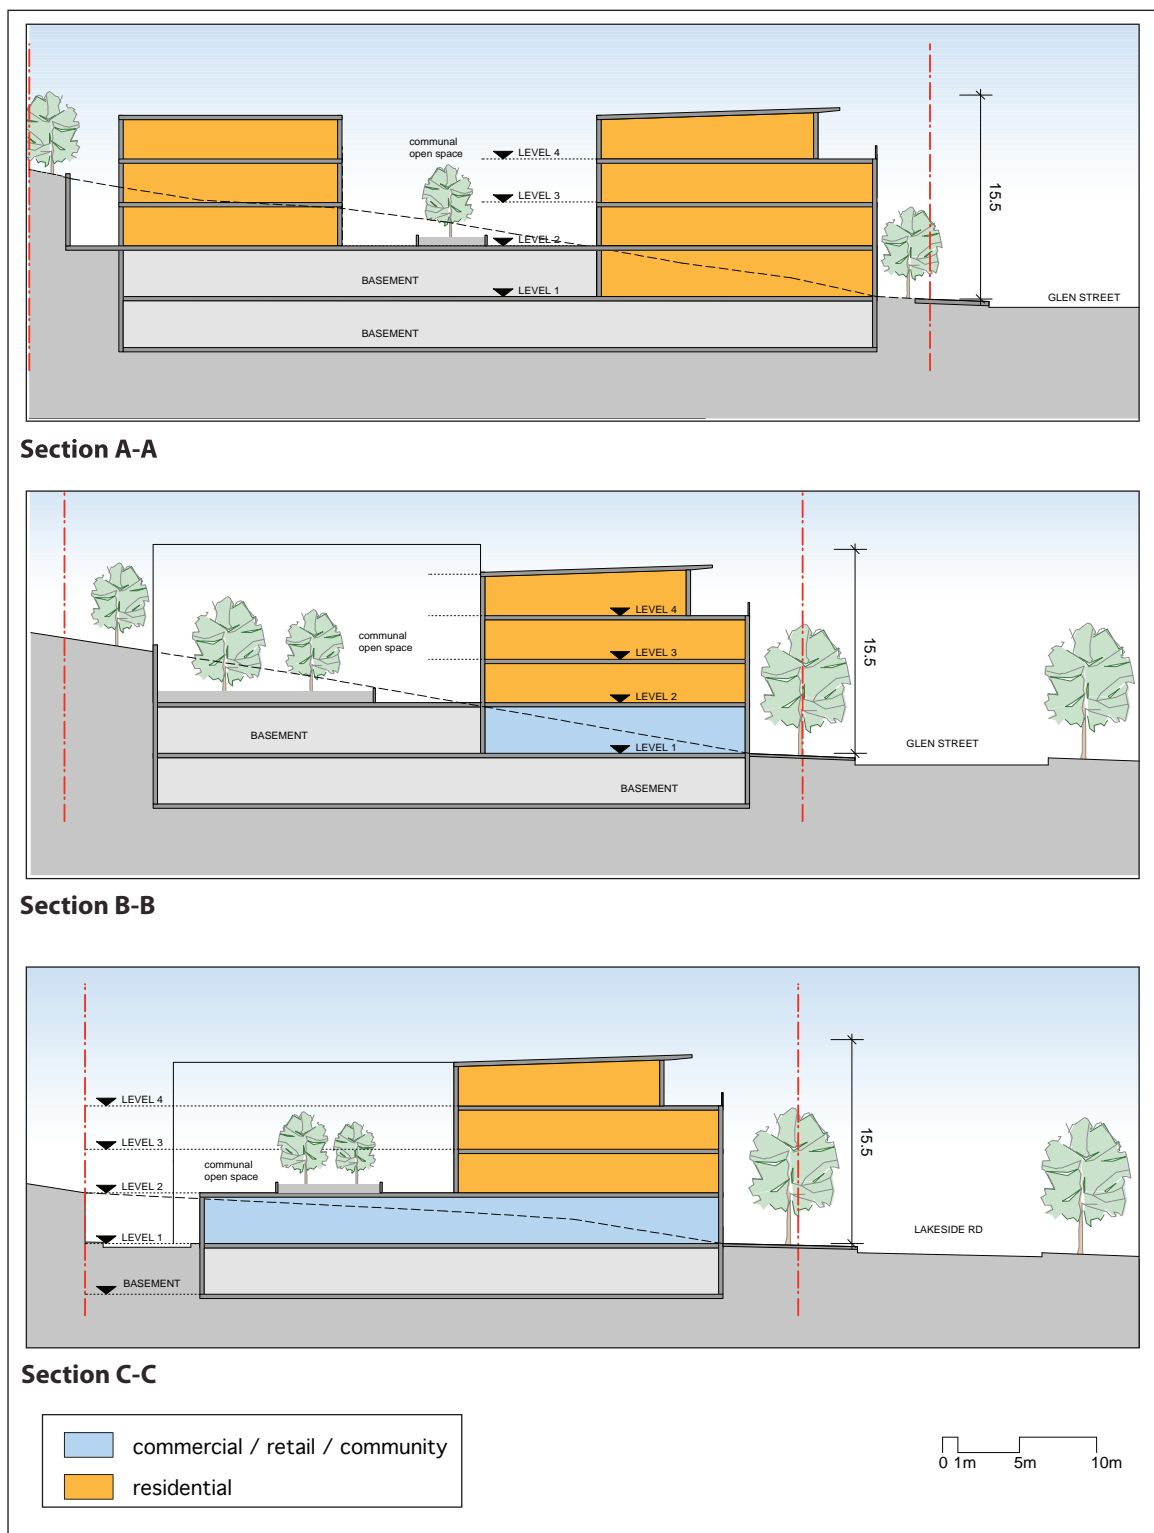 communal
open space
LEVEL 4
LEVEL 3
LEVEL 2
15.5
BASEMENT
LEVEL 1
GLEN STREET
BASEMENT
Section A-A
LEVEL 4
communal
open space
15.5
LEVEL 3
LEVEL 2
BASEMENT
LEVEL 1
GLEN STREET
BASEMENT
Section B-B
LEVEL 4
LEVEL 3
15.5
communal
open space
LEVEL 2
LEVEL 1
LAKESIDE RD
BASEMENT
Section C-C
commercial / retail / community
residential
0 1m 5m 10m